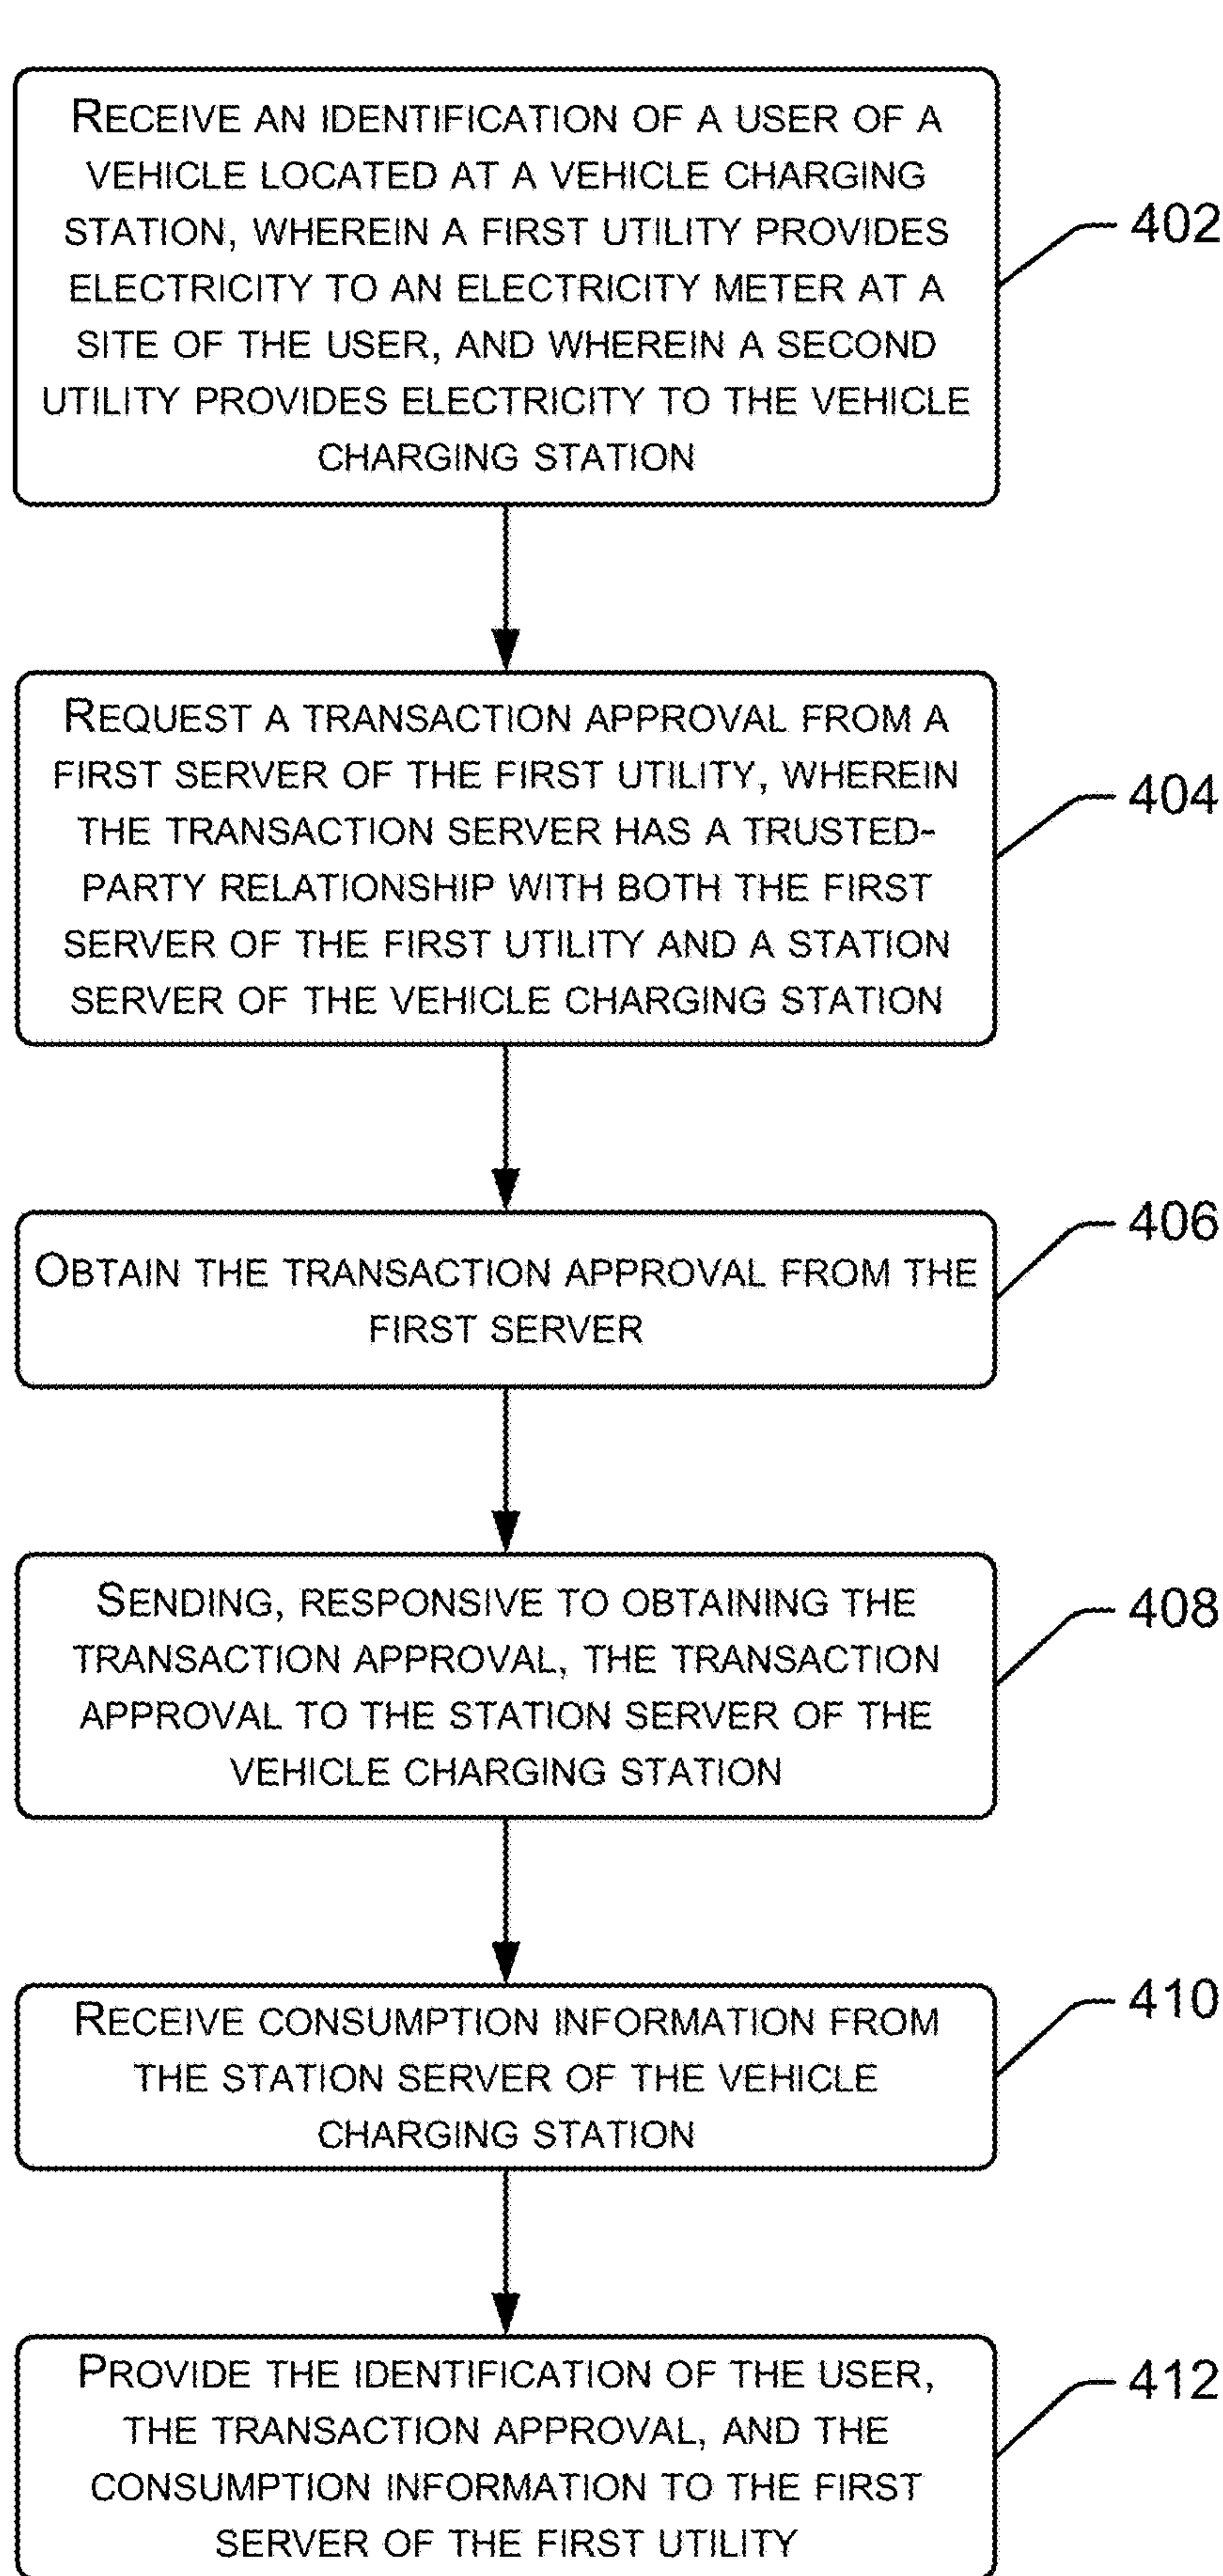 RECEIVE AN IDENTIFICATION OF A USER OF A
VEHICLE LOCATED AT A VEHICLE CHARGING
STATION, WHEREIN A FIRST UTILITY PROVIDES
ELECTRICITY TO AN ELECTRICITY METER AT A
SITE OF THE USER, AND WHEREIN A SECOND
UTILITY PROVIDES ELECTRICITY TO THE VEHICLE
CHARGING STATION
402
REQUEST A TRANSACTION APPROVAL FROM A
FIRST SERVER OF THE FIRST UTILITY, WHEREIN
THE TRANSACTION SERVER HAS A TRUSTED-
PARTY RELATIONSHIP WITH BOTH THE FIRST
SERVER OF THE FIRST UTILITY AND A STATION
SERVER OF THE VEHICLE CHARGING STATION
404
OBTAIN THE TRANSACTION APPROVAL FROM THE
FIRST SERVER
406
SENDING, RESPONSIVE TO OBTAINING THE
TRANSACTION APPROVAL, THE TRANSACTION
APPROVAL TO THE STATION SERVER OF THE
VEHICLE CHARGING STATION
408
RECEIVE CONSUMPTION INFORMATION FROM
THE STATION SERVER OF THE VEHICLE
CHARGING STATION
410
PROVIDE THE IDENTIFICATION OF THE USER,
THE TRANSACTION APPROVAL, AND THE
CONSUMPTION INFORMATION TO THE FIRST
SERVER OF THE FIRST UTILITY
412